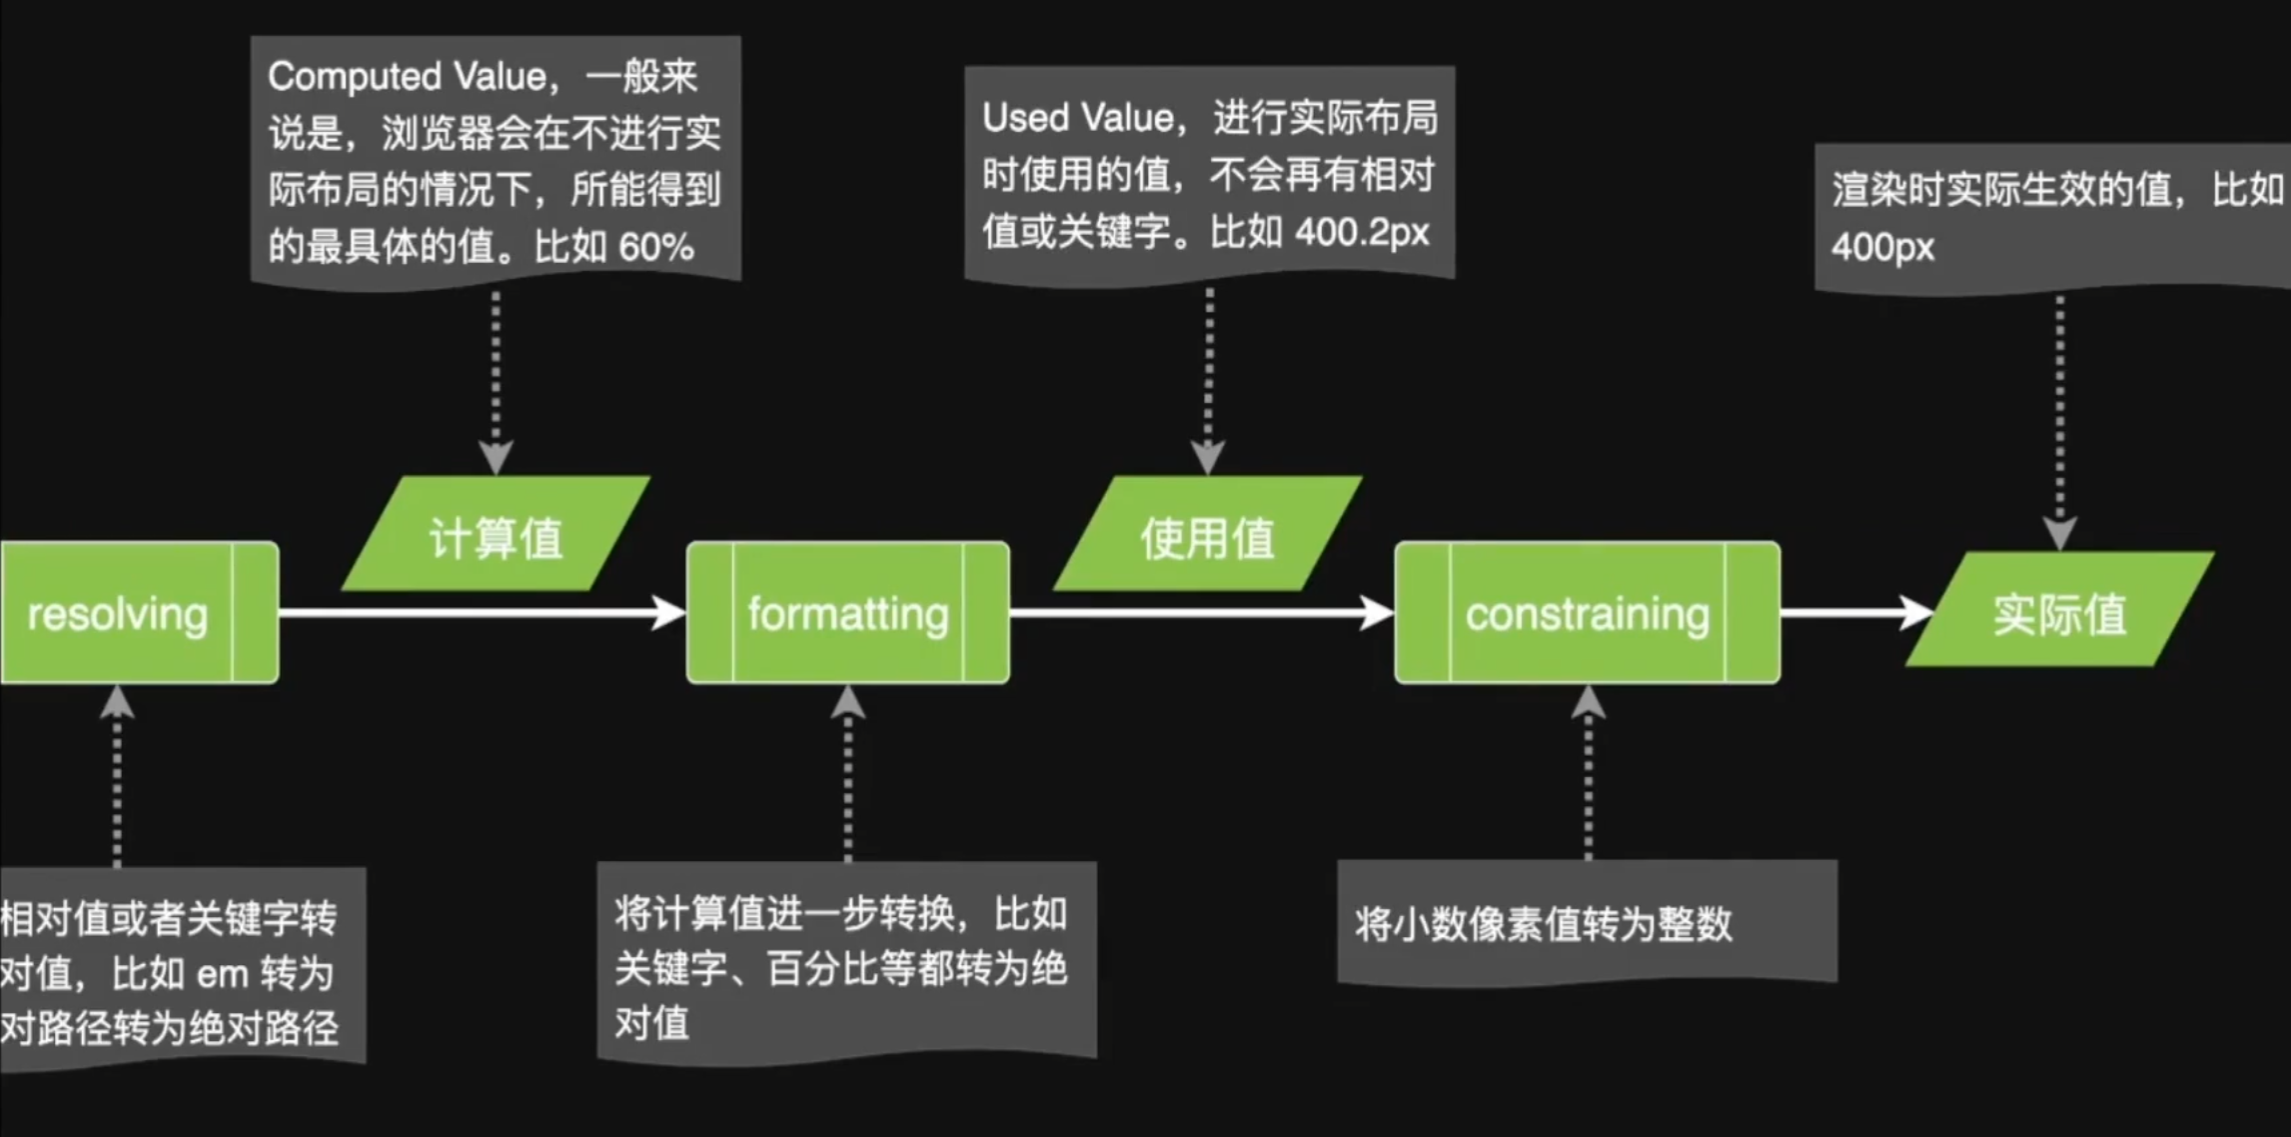 Computed Value，一般来
说是，浏览器会在不进行实
际布局的情况下，所能得到
的最具体的值。比如 60%
Used Value，进行实际布局
时使用的值，不会再有相对
值或关键字。比如 400.2px
渲染时实际生效的值，比如
400px
计算值
使用值
resolving
formatting
constraining
实际值
相对值或者关键字转
对值，比如 em 转为
对路径转为绝对路径
将计算值进一步转换，比如
关键字、百分比等都转为绝
对值
将小数像素值转为整数